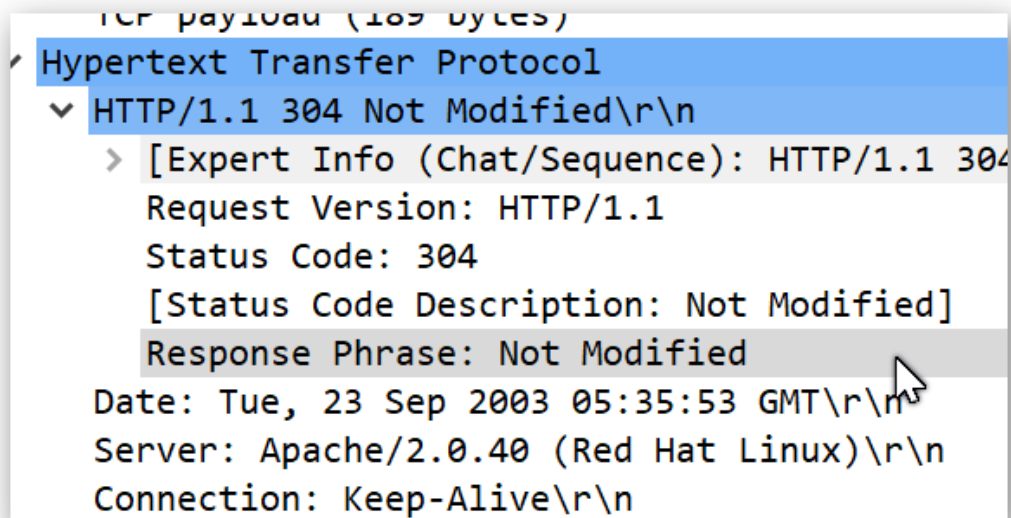 TCP payload (189 bytes)
Hypertext Transfer Protocol
HTTP/1.1 304 Not Modified\r\n
[Expert Info (Chat/Sequence): HTTP/1.1 304
Request Version: HTTP/1.1
Status Code: 304
[Status Code Description: Not Modified]
Response Phrase: Not Modified
Date: Tue, 23 Sep 2003 05:35:53 GMT\r\n
Server: Apache/2.0.40 (Red Hat Linux)\r\n
Connection: Keep-Alive\r\n